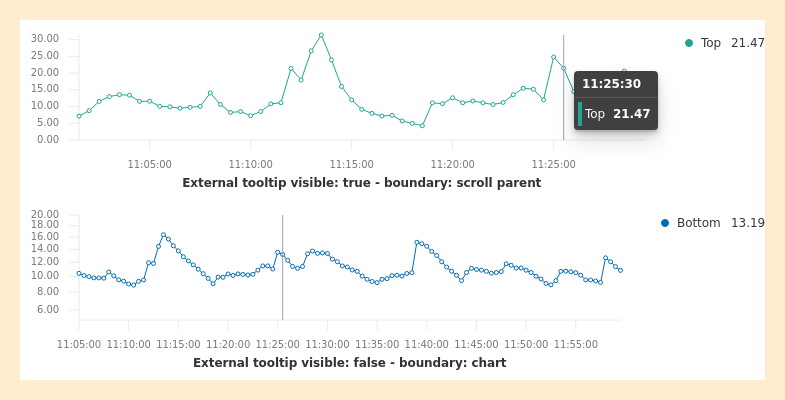 30.00
25.00
20.00
15.00
10.00
5.00
0.00
11:05:00 11:10:00 11:15:00 11:20:00 11:25:00
External tooltip visible: true - boundary: scroll parent
Top 21.47
11:25:30
Top 21.47
20.00
18.00
16.00
14.00
12.00
10.00
8.00
6.00
11:05:00 11:10:00 11:15:00 11:20:00 11:25:00 11:30:00 11:35:00 11:40:00 11:45:00 11:50:00 11:55:00
External tooltip visible: false - boundary: chart
Bottom 13.19